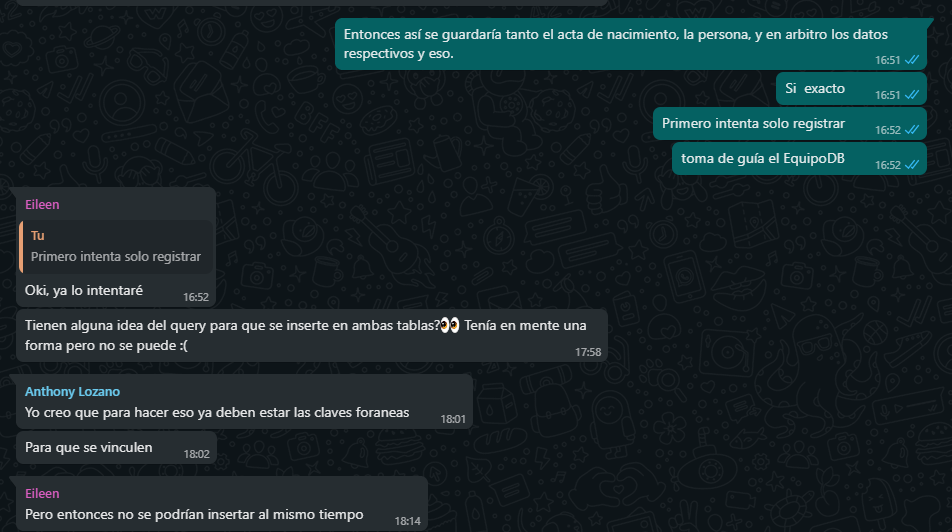 Entonces así se guardaría tanto el acta de nacimiento, la persona, y en arbitro los datos
respectivos y eso.
16:51
Si exacto
16:51
Primero intenta solo registrar
16:52
toma de guía el EquipoDB
16:52
Eileen
Tu
Primero intenta solo registrar
Oki, ya lo intentaré
16:52
Tienen alguna idea del query para que se inserte en ambas tablas?👀 Tenía en mente una
forma pero no se puede :(
17:58
Anthony Lozano
Yo creo que para hacer eso ya deben estar las claves foraneas
18:01
Para que se vinculen
18:02
Eileen
Pero entonces no se podrían insertar al mismo tiempo
18:14